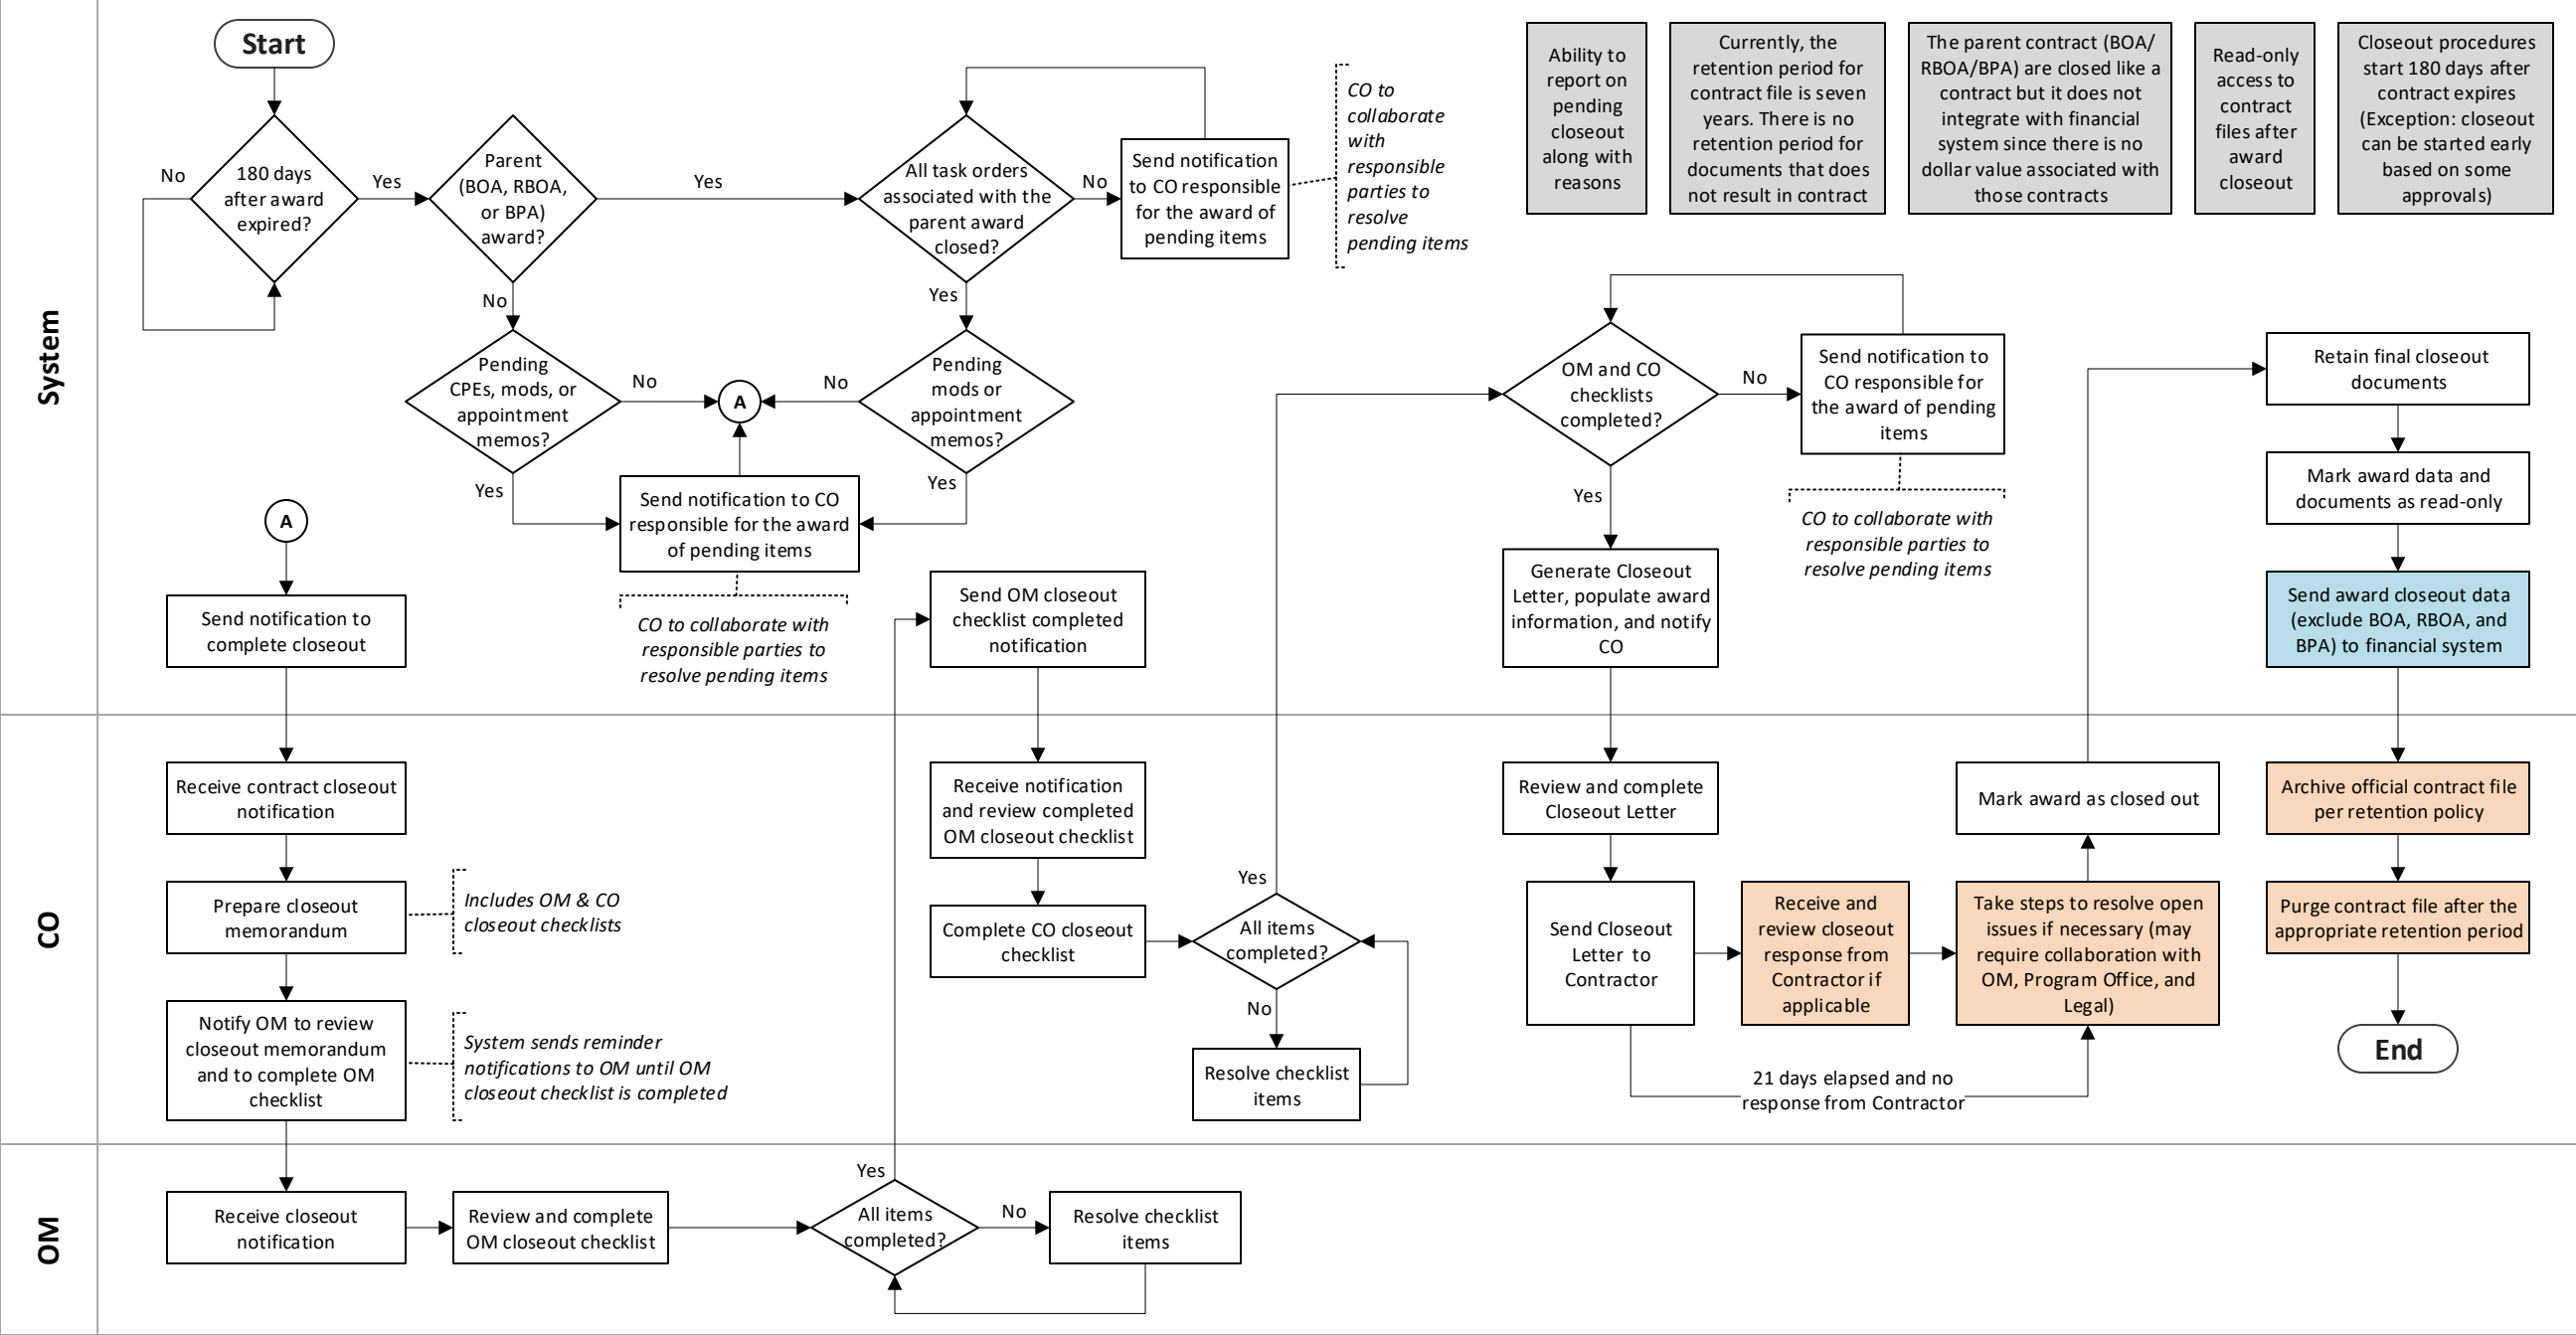 System
Start
180 days
after award
expired?
No
Yes
Parent
(BOA, RBOA,
or BPA)
award?
Yes
No
All task orders
associated with the
parent award
closed?
No
Yes
Send notification
to CO responsible
for the award of
pending items
CO to
collaborate
with
responsible
parties to
resolve
pending items
Ability to
report on
pending
closeout
along with
reasons
Currently, the
retention period for
contract file is seven
years. There is no
retention period for
documents that does
not result in contract
The parent contract (BOA/
RBOA/BPA) are closed like a
contract but it does not
integrate with financial
system since there is no
dollar value associated with
those contracts
Read-only
access to
contract
files after
award
closeout
Closeout procedures
start 180 days after
contract expires
(Exception: closeout
can be started early
based on some
approvals)
Pending
CPEs, mods, or
appointment
memos?
No
Yes
A
Pending
mods or
appointment
memos?
No
Yes
Send notification to CO
responsible for the award
of pending items
CO to collaborate with
responsible parties to
resolve pending items
A
Send notification to
complete closeout
Send OM closeout
checklist completed
notification
OM and CO
checklists
completed?
No
Yes
Send notification to
CO responsible for
the award of pending
items
CO to collaborate with
responsible parties to
resolve pending items
Generate Closeout
Letter, populate award
information, and notify
CO
Retain final closeout
documents
Mark award data and
documents as read-only
Send award closeout data
(exclude BOA, RBOA, and
BPA) to financial system
CO
Receive contract closeout
notification
Prepare closeout
memorandum
Includes OM & CO
closeout checklists
Notify OM to review
closeout memorandum
and to complete OM
checklist
System sends reminder
notifications to OM until OM
closeout checklist is completed
Receive notification
and review completed
OM closeout checklist
Complete CO closeout
checklist
Yes
All items
completed?
No
Resolve checklist
items
Review and complete
Closeout Letter
Send Closeout
Letter to
Contractor
Receive and
review closeout
response from
Contractor if
applicable
21 days elapsed and no
response from Contractor
Mark award as closed out
Take steps to resolve open
issues if necessary (may
require collaboration with
OM, Program Office, and
Legal)
Archive official contract file
per retention policy
Purge contract file after the
appropriate retention period
End
OM
Receive closeout
notification
Review and complete
OM closeout checklist
Yes
All items
completed?
No
Resolve checklist
items